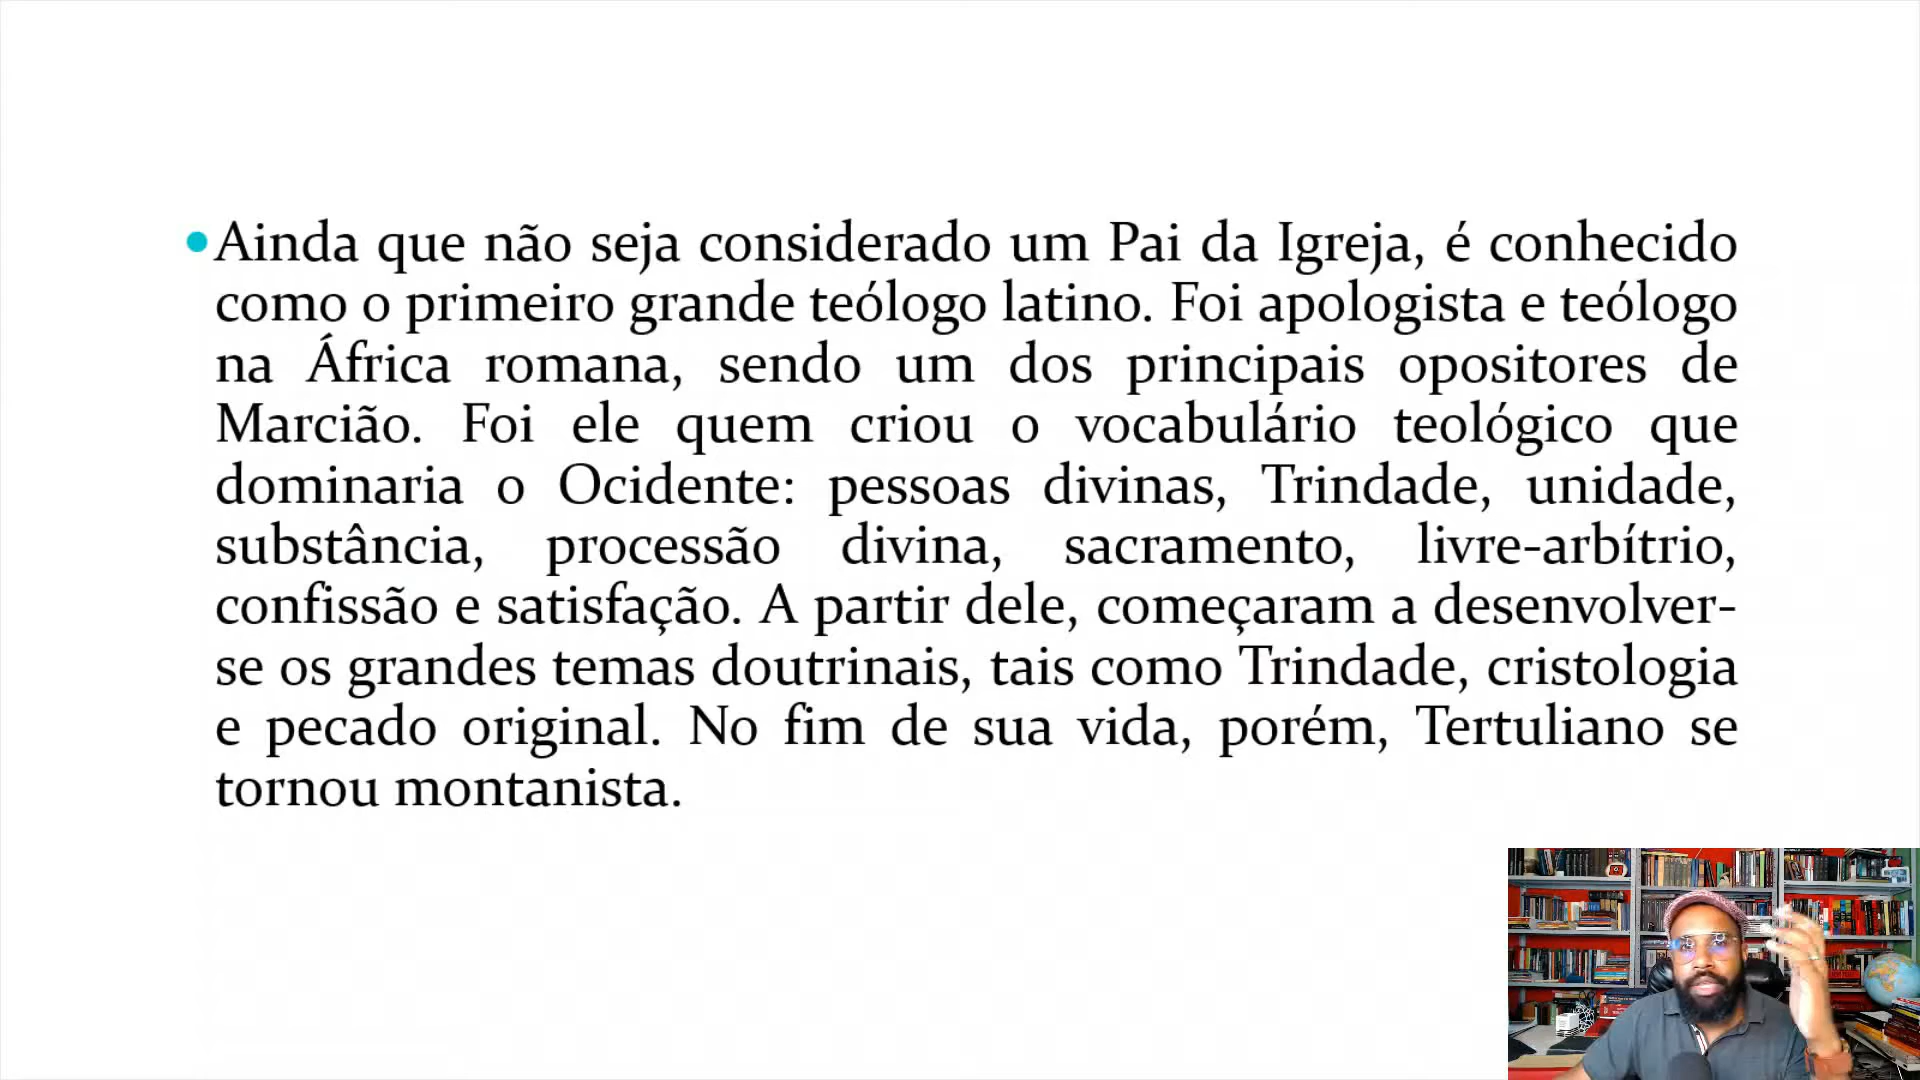 •Ainda que não seja considerado um Pai da Igreja, é conhecido
como o primeiro grande teólogo latino. Foi apologista e teólogo
na África romana, sendo um dos principais opositores de
Marcião. Foi ele quem criou o vocabulário teológico que
dominaria o Ocidente: pessoas divinas, Trindade, unidade,
substância, processão divina, sacramento, livre-arbítrio,
confissão e satisfação. A partir dele, começaram a desenvolver-
se os grandes temas doutrinais, tais como Trindade, cristologia
e pecado original. No fim de sua vida, porém, Tertuliano se
tornou montanista.